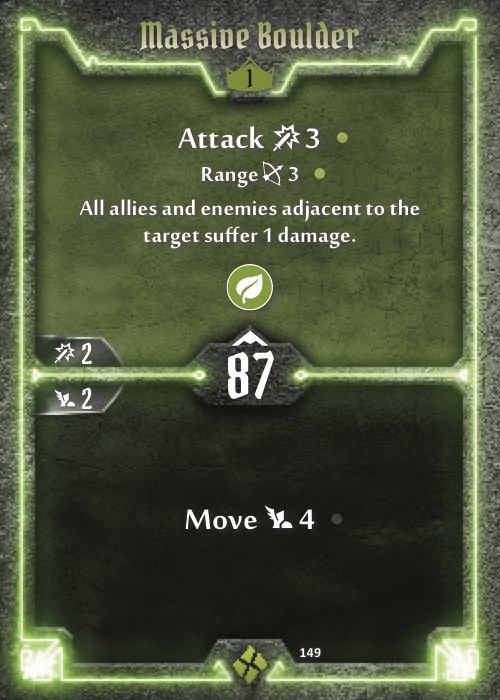 Massive Boulder
1
Attack 3
Range 3
All allies and enemies adjacent to the
target suffer 1 damage.
2
87
2
Move 4
149